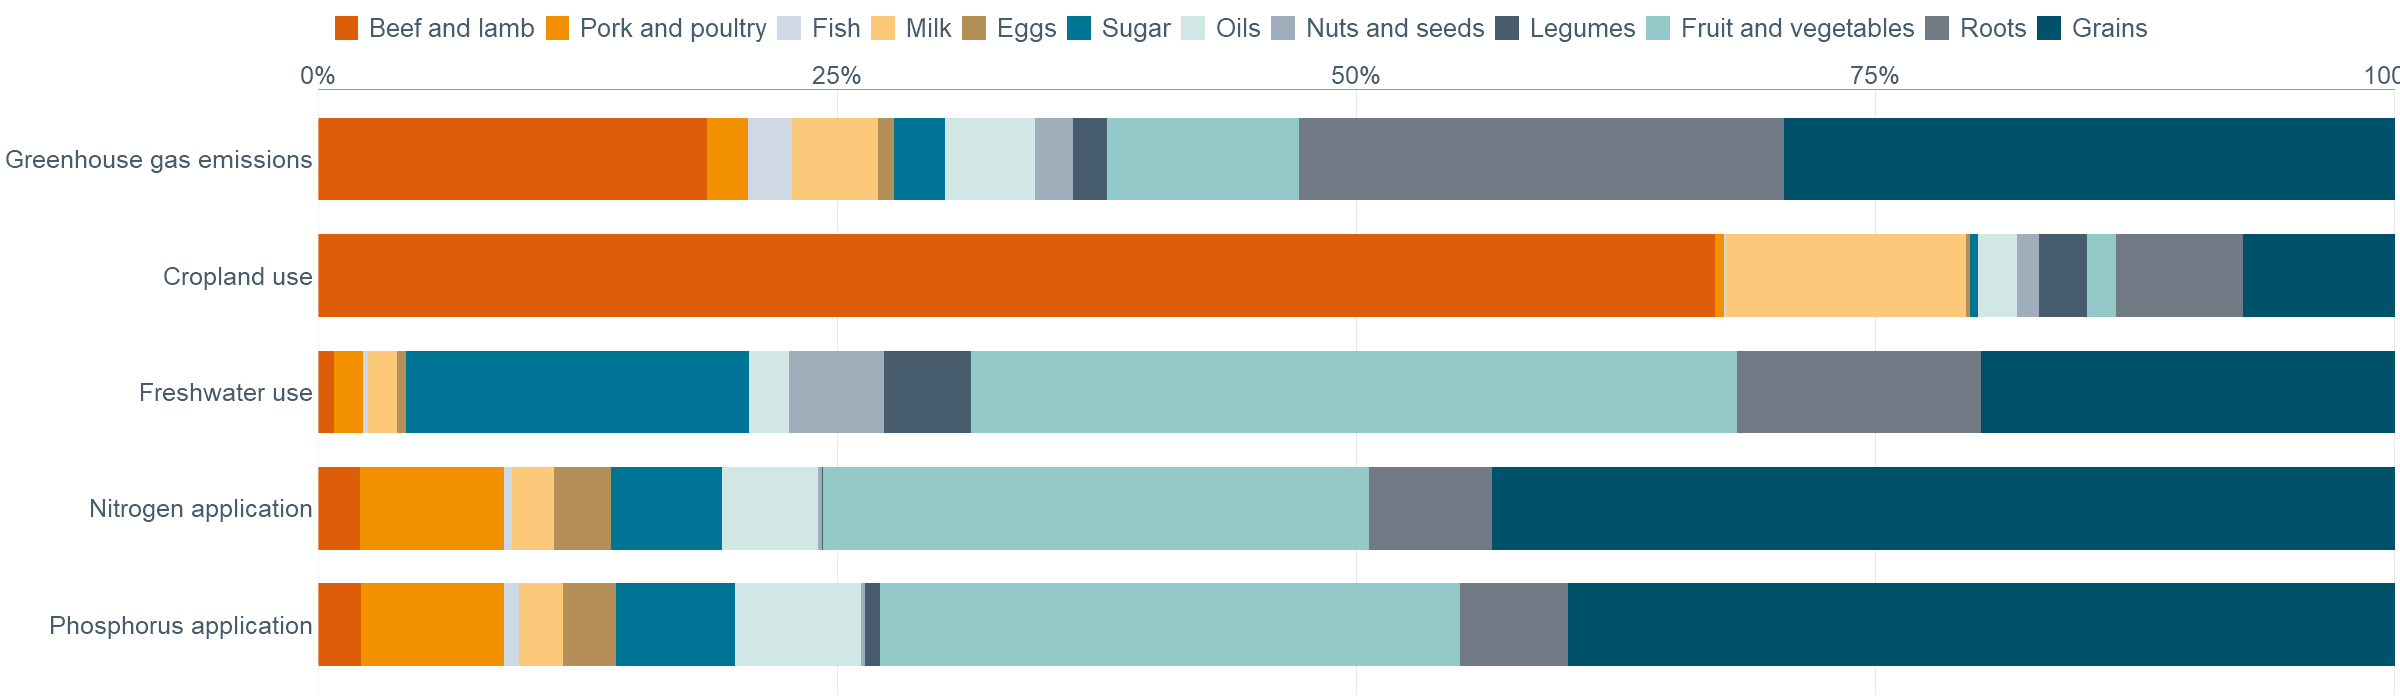 Beef and lamb Pork and poultry Fish Milk Eggs Sugar Oils Nuts and seeds Legumes Fruit and vegetables Roots Grains
0% 25% 50% 75% 100
Greenhouse gas emissions
Cropland use
Freshwater use
Nitrogen application
Phosphorus application